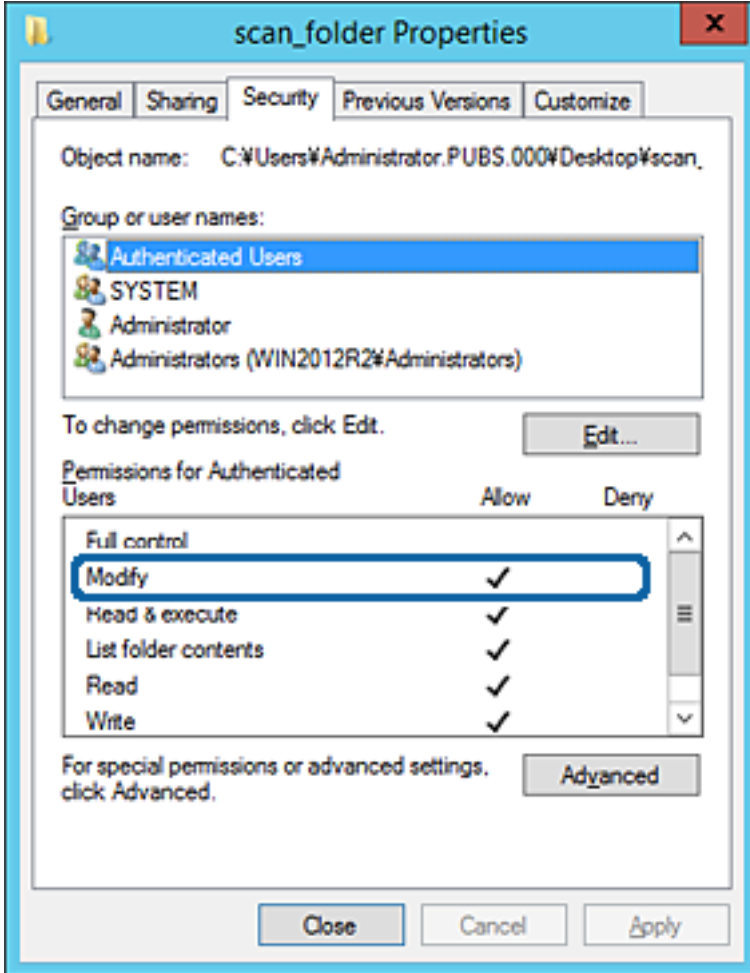 scan_folder Properties
x
General Sharing Security Previous Versions Customize
Object name: C:¥Users¥Administrator.PUBS.000¥Desktop¥scan_
Group or user names:
Authenticated Users
SYSTEM
Administrator
Administrators (WIN2012R2¥Administrators)
To change permissions, click Edit.
Edit...
Permissions for Authenticated
Users Allow Deny
Full control
Modify ✓
Read & execute ✓
List folder contents ✓
Read ✓
Write ✓
For special permissions or advanced settings,
click Advanced.
Advanced
Close Cancel Apply